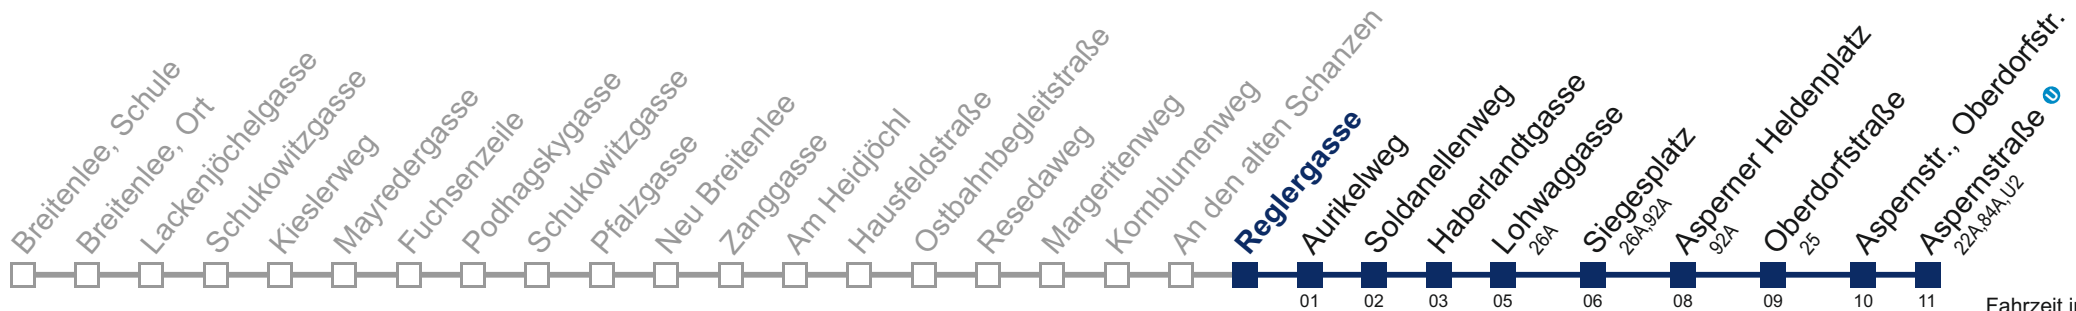 Breitenlee, Schule
Breitenlee, Ort
Lackenjöchelgasse
Schukowitzgasse
Kieslerweg
Mayredergasse
Fuchsenzeile
Podhagskygasse
Schukowitzgasse
Pfalzgasse
Neu Breitenlee
Zanggasse
Am Heidjöchl
Hausfeldstraße
Ostbahnbegleitstraße
Resedaweg
Margeritenweg
Kornblumenweg
An den alten Schanzen
Reglergasse
Aurikelweg
Soldanellenweg
Haberlandtgasse
Lohwaggasse
26A
Siegesplatz
26A,92A
Asperner Heldenplatz
92A
Oberdorfstraße
25
Aspernstr., Oberdorfstr.
Aspernstraße U
22A,84A,U2
01 02 03 05 06 08 09 10 11
Fahrzeit